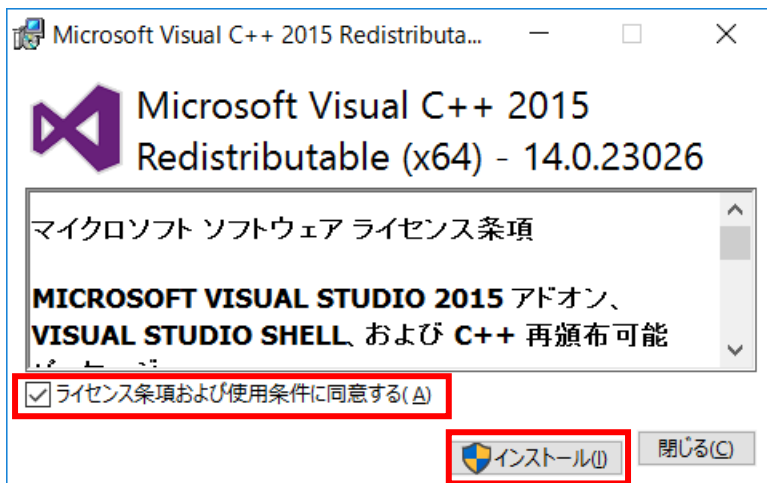 Microsoft Visual C++ 2015 Redistributa...
Microsoft Visual C++ 2015
Redistributable (x64) - 14.0.23026
マイクロソフト ソフトウェア ライセンス条項
MICROSOFT VISUAL STUDIO 2015 アドオン、
VISUAL STUDIO SHELL、および C++ 再頒布可能
ライセンス条項および使用条件に同意する(A)
インストール(I)
閉じる(C)